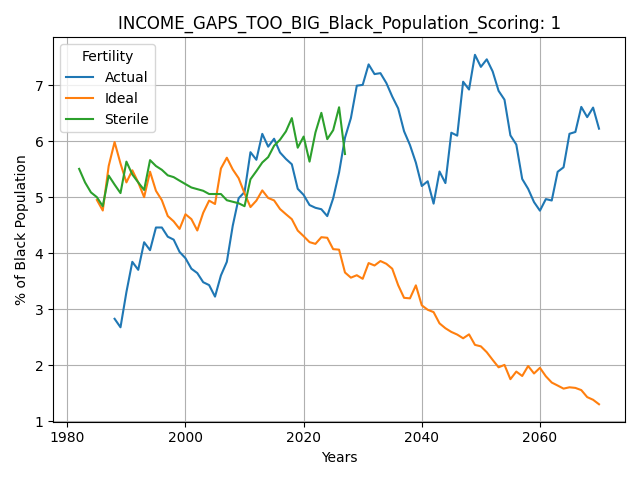 INCOME_GAPS_TOO_BIG_Black_Population_Scoring: 1
Fertility
Actual
Ideal
Sterile
% of Black Population
7
6
5
4
3
2
1
1980 2000 2020 2040 2060
Years